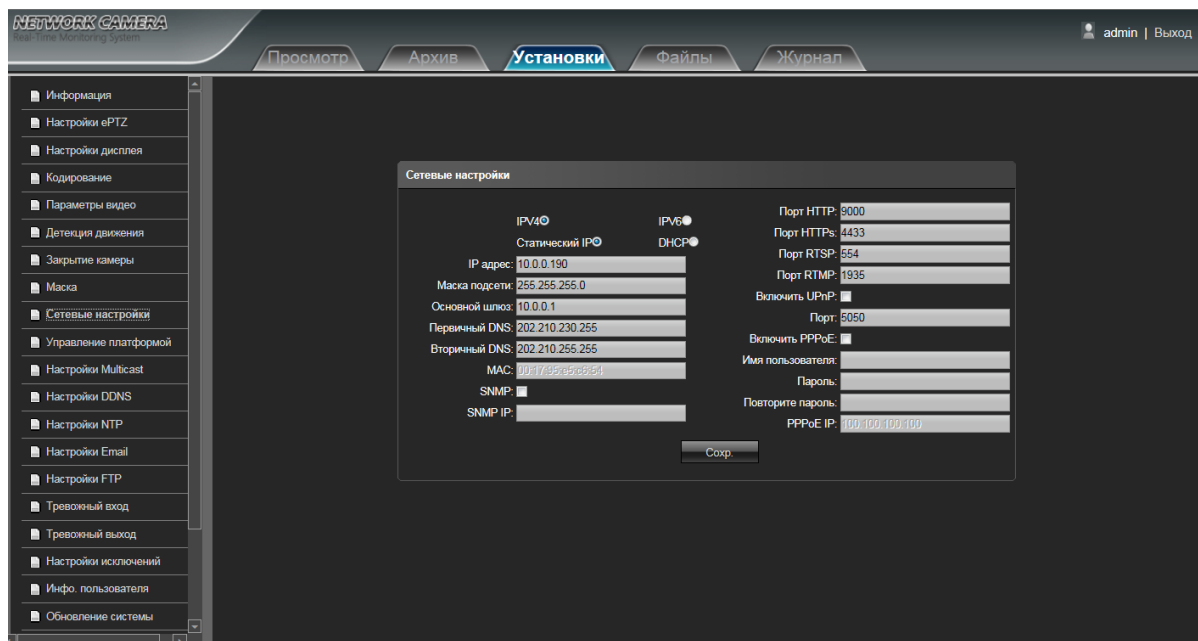 NETWORK CAMERA
Real-Time Monitoring System
admin | Выход
Просмотр
Архив
Установки
Файлы
Журнал
Информация
Настройки ePTZ
Настройки дисплея
Кодирование
Параметры видео
Детекция движения
Закрытие камеры
Маска
Сетевые настройки
Управление платформой
Настройки Multicast
Настройки DDNS
Настройки NTP
Настройки Email
Настройки FTP
Тревожный вход
Тревожный выход
Настройки исключений
Инфо. пользователя
Обновление системы
Сетевые настройки
IPV4 IPV6
Статический IP DHCP
IP адрес: 10.0.0.190
Маска подсети: 255.255.255.0
Основной шлюз: 10.0.0.1
Первичный DNS: 202.210.230.255
Вторичный DNS: 202.210.255.255
MAC: 00:17:95:e5:c6:54
SNMP:
SNMP IP:
Порт HTTP: 9000
Порт HTTPs: 4433
Порт RTSP: 554
Порт RTMP: 1935
Включить UPnP:
Порт: 5050
Включить PPPoE:
Имя пользователя:
Пароль:
Повторите пароль:
PPPoE IP: 100.100.100.100
Сохр.